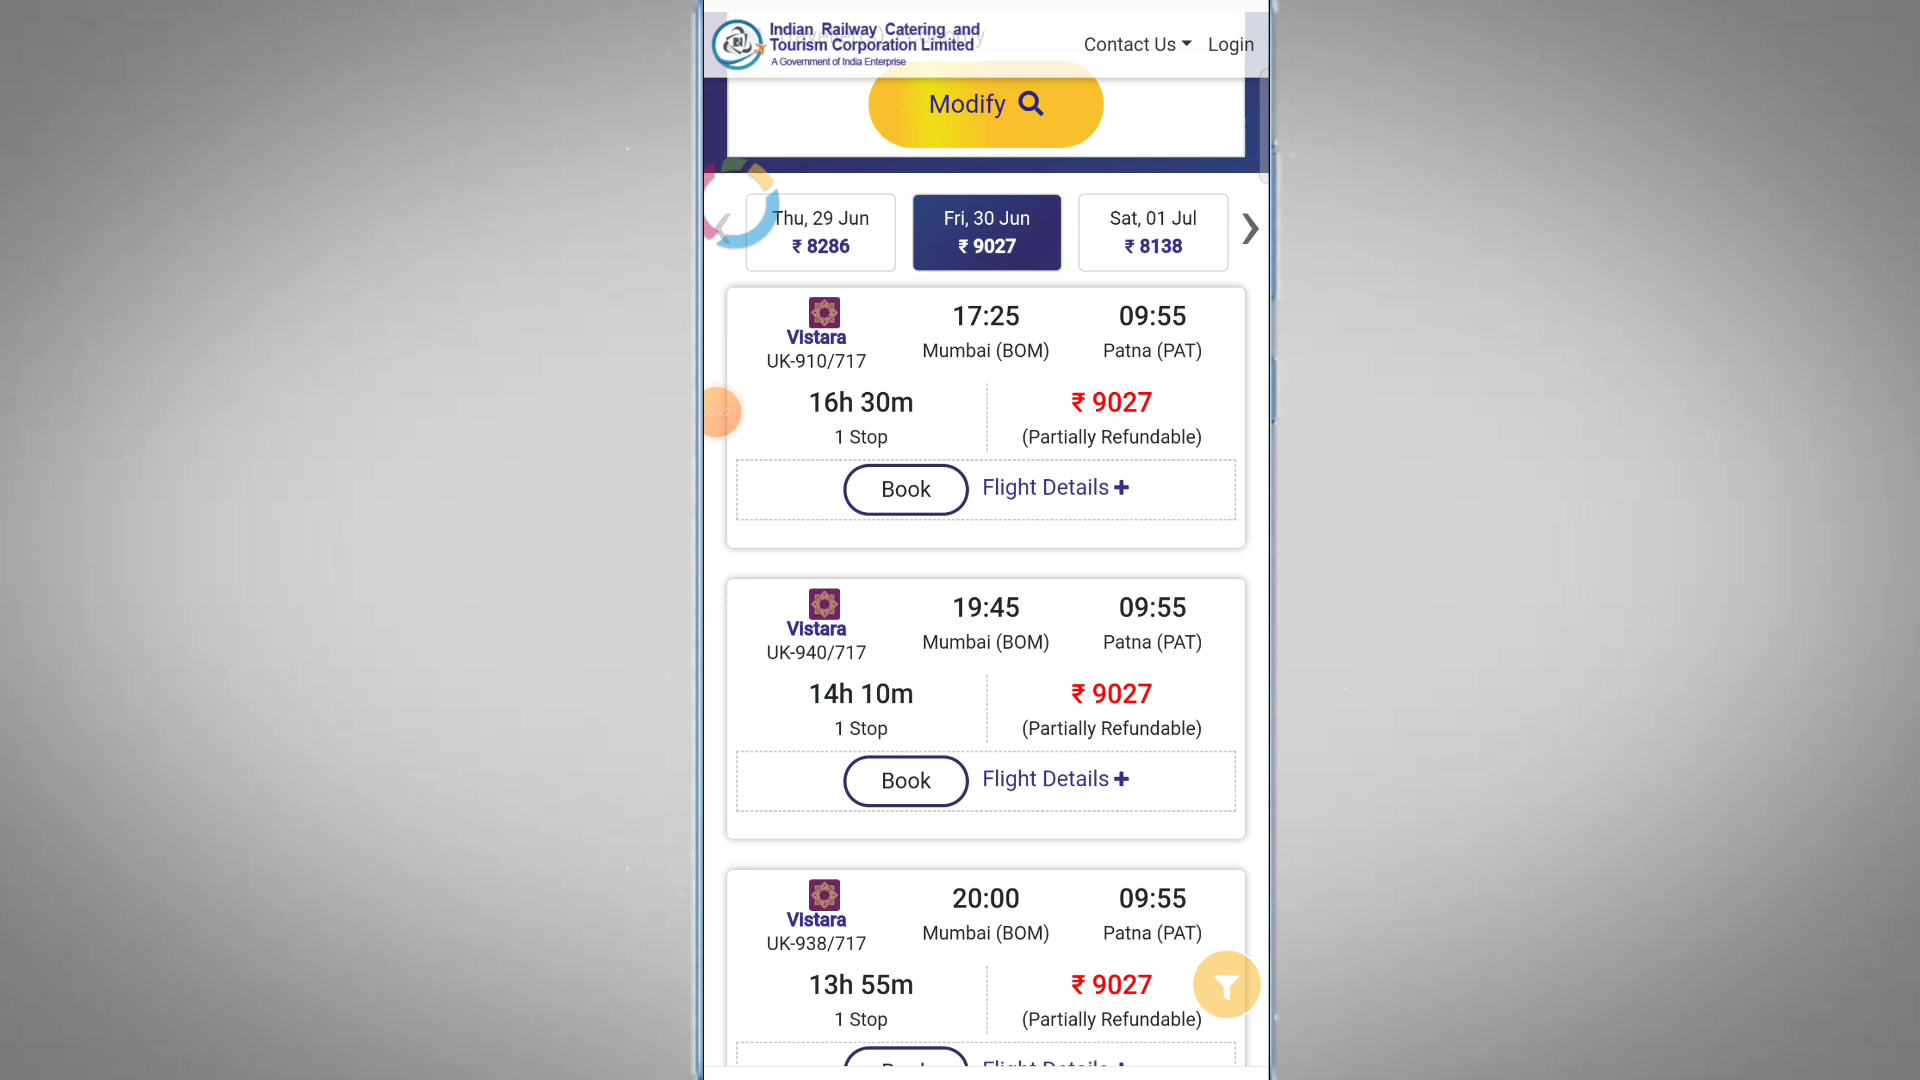 Indian Railway Catering and
Tourism Corporation Limited
A Government of India Enterprise
Contact Us
Login
Modify
Thu, 29 Jun
₹ 8286
Fri, 30 Jun
₹ 9027
Sat, 01 Jul
₹ 8138
Vistara
UK-910/717
17:25
Mumbai (BOM)
09:55
Patna (PAT)
16h 30m
1 Stop
₹ 9027
(Partially Refundable)
03:22
Book
Flight Details
Vistara
UK-940/717
19:45
Mumbai (BOM)
09:55
Patna (PAT)
14h 10m
1 Stop
₹ 9027
(Partially Refundable)
Book
Flight Details
Vistara
UK-938/717
20:00
Mumbai (BOM)
09:55
Patna (PAT)
13h 55m
1 Stop
₹ 9027
(Partially Refundable)